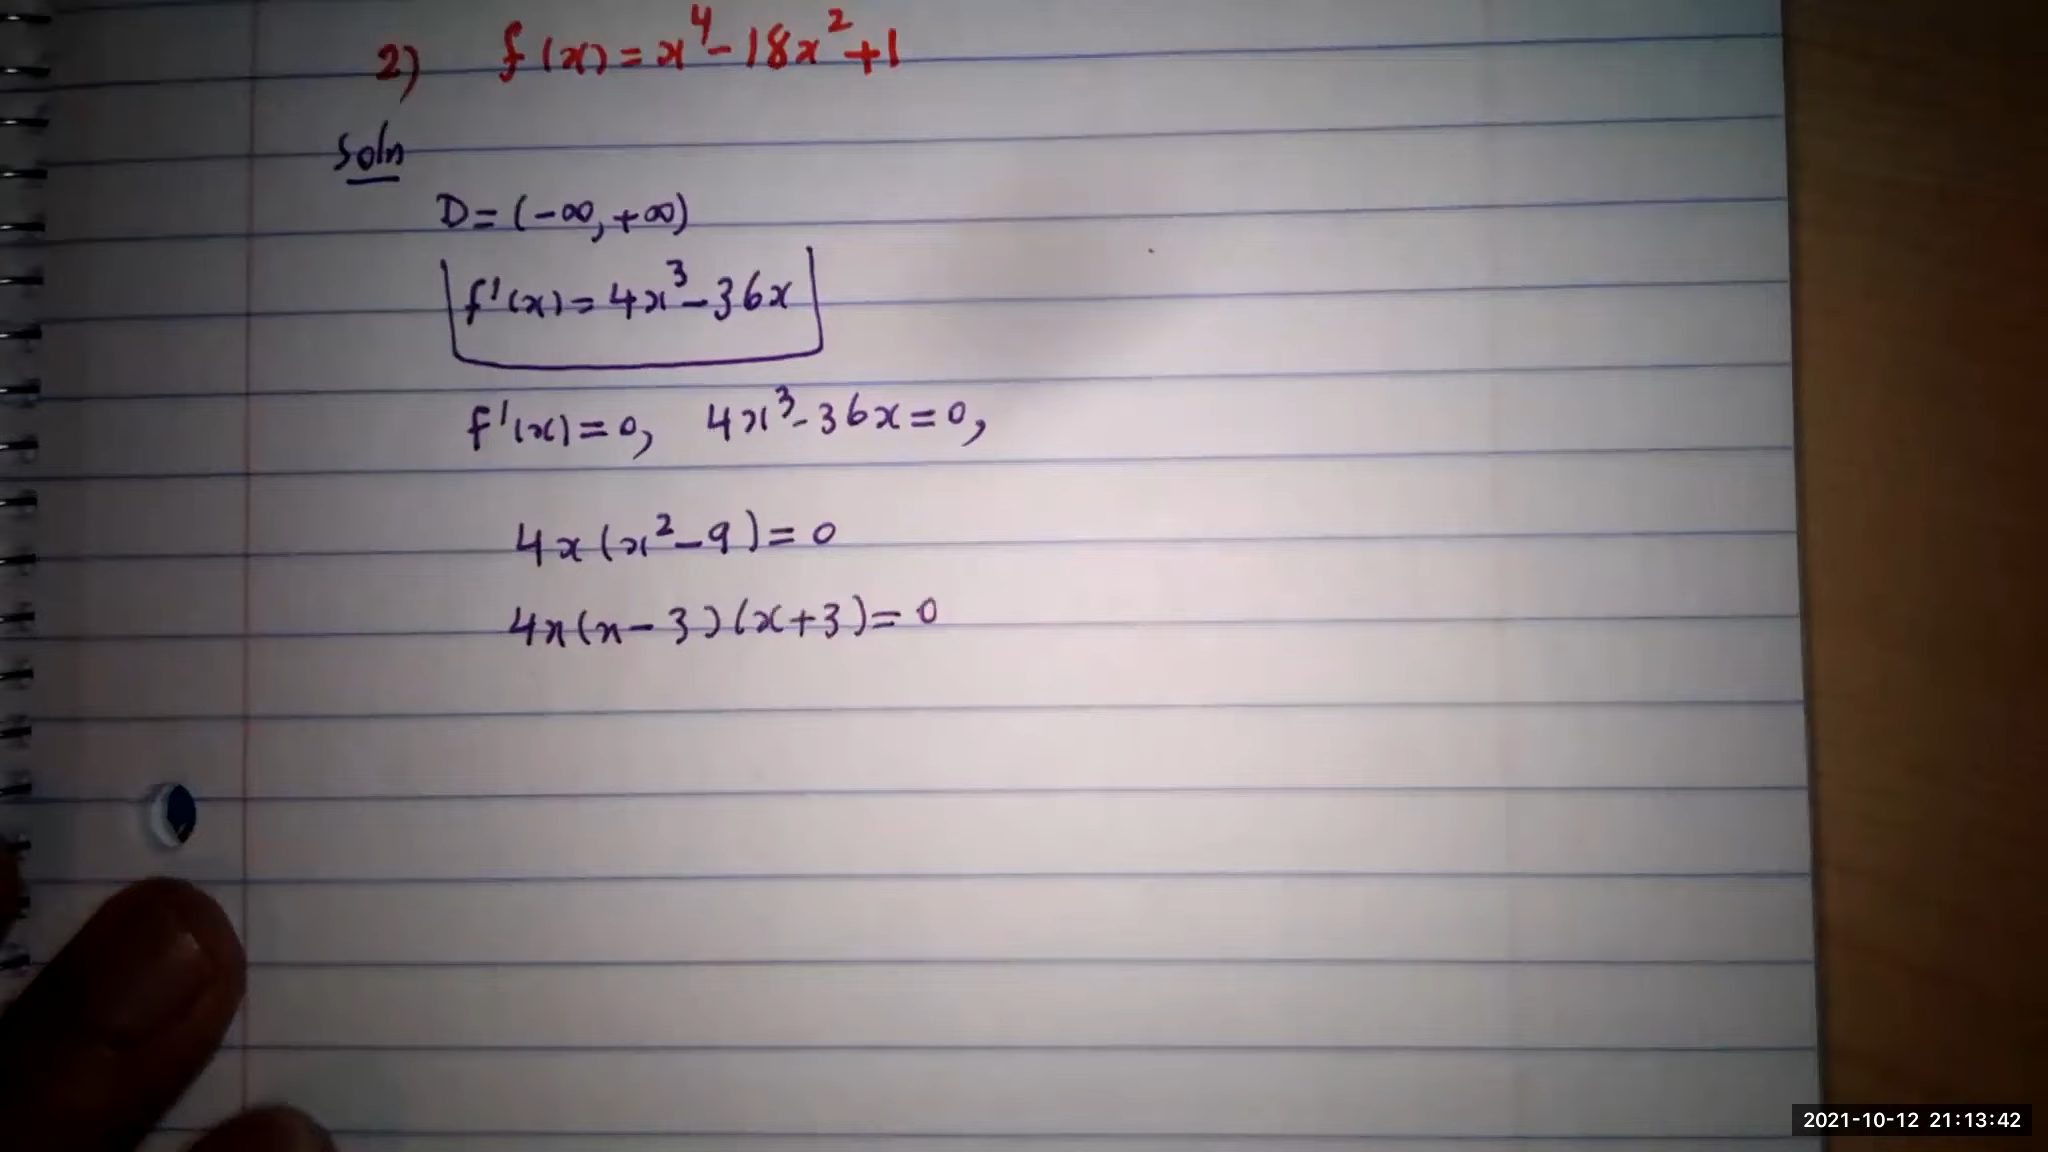 2) f(x) = x⁴ - 18x² + 1
Soln
D = (-∞, +∞)
f'(x) = 4x³ - 36x
f'(x) = 0, 4x³ - 36x = 0,
4x(x² - 9) = 0
4x(x - 3)(x + 3) = 0
2021-10-12 21:13:42